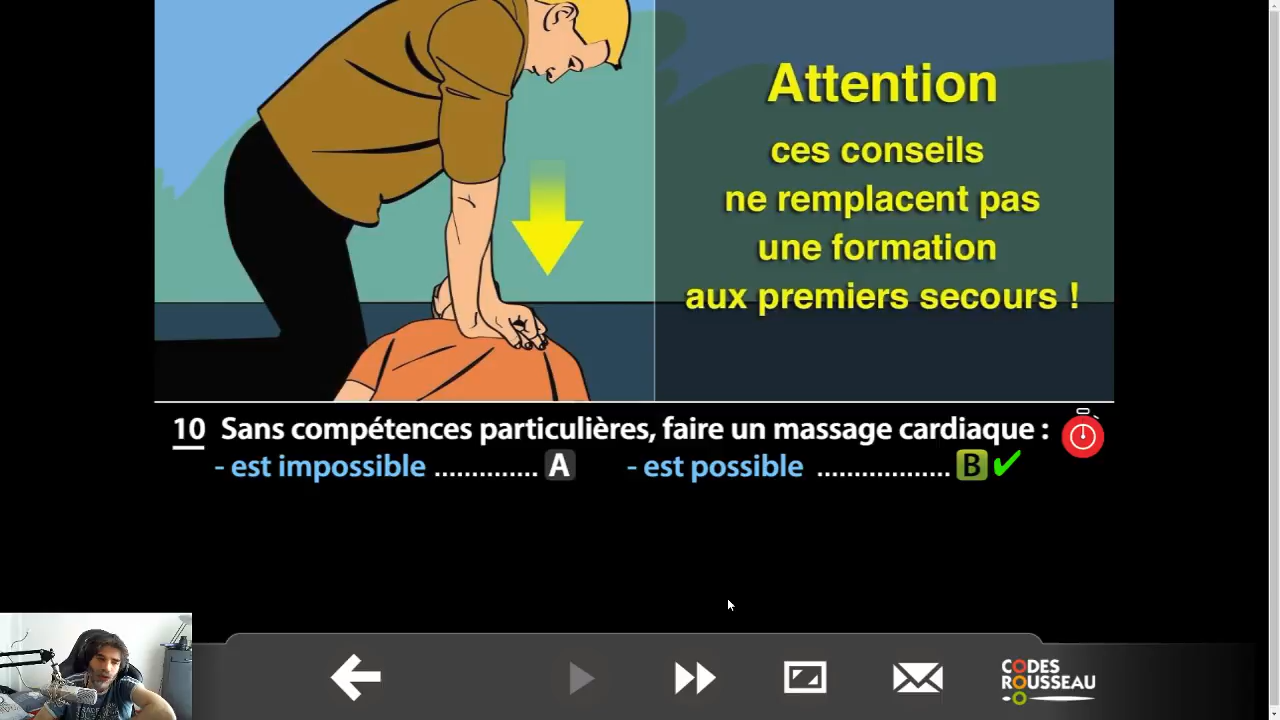 Attention
ces conseils
ne remplacent pas
une formation
aux premiers secours !
10 Sans compétences particulières, faire un massage cardiaque :
- est impossible .............. A - est possible .................. B
CODES
ROUSSEAU